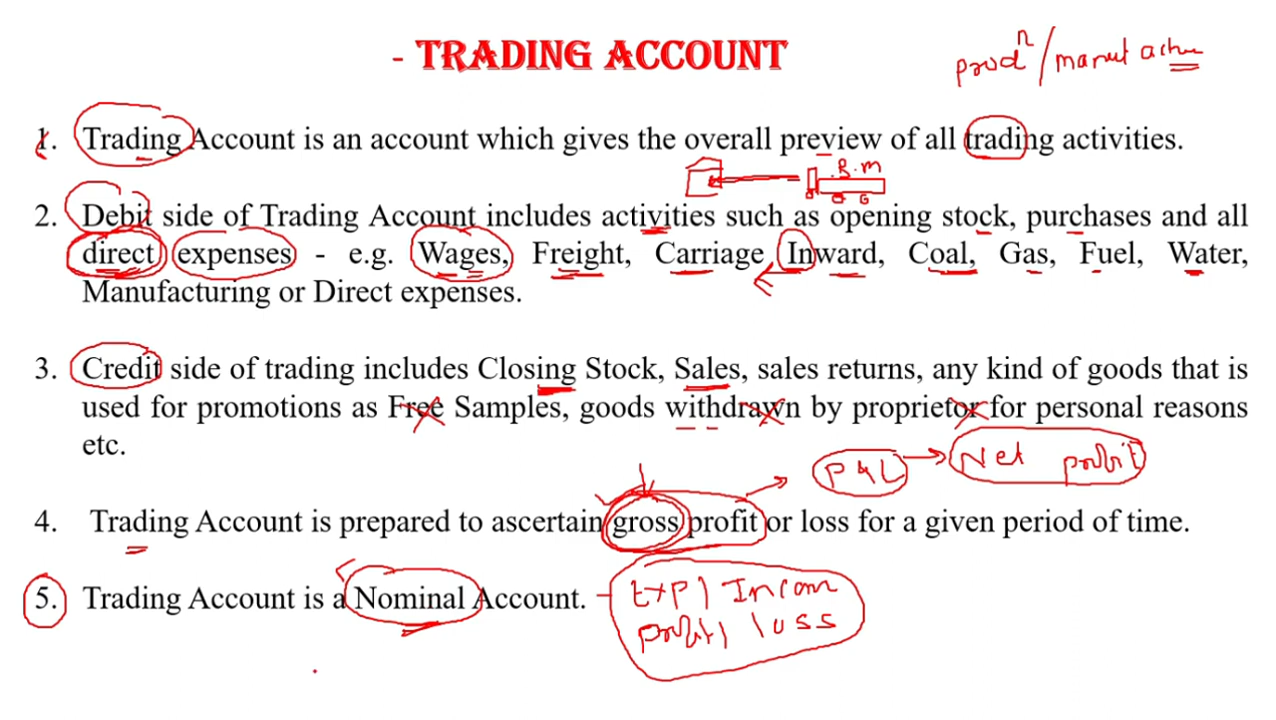 - TRADING ACCOUNT
prodⁿ / manufacture
1. Trading Account is an account which gives the overall preview of all trading activities.
R.m
2. Debit side of Trading Account includes activities such as opening stock, purchases and all
direct expenses - e.g. Wages, Freight, Carriage Inward, Coal, Gas, Fuel, Water,
Manufacturing or Direct expenses.
3. Credit side of trading includes Closing Stock, Sales, sales returns, any kind of goods that is
used for promotions as Free Samples, goods withdrawn by proprietor for personal reasons
etc.
P&L → Net profit
4. Trading Account is prepared to ascertain gross profit or loss for a given period of time.
5. Trading Account is a Nominal Account. - Exp / Incom
profit / loss